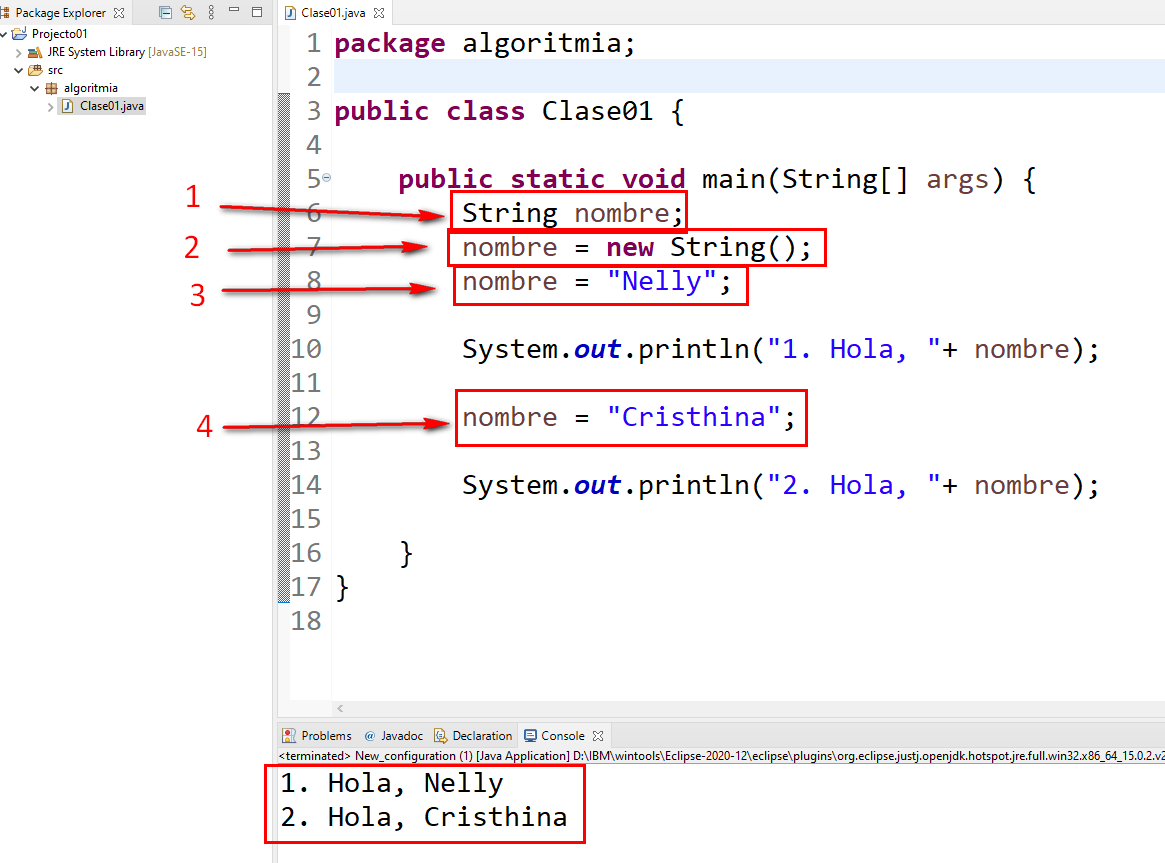 Package Explorer
Projecto01
JRE System Library [JavaSE-15]
src
algoritmia
Clase01.java
Clase01.java
1 package algoritmia;
2
3 public class Clase01 {
4
5 public static void main(String[] args) {
1
6 String nombre;
2
7 nombre = new String();
3
8 nombre = "Nelly";
9
10 System.out.println("1. Hola, "+ nombre);
11
4
12 nombre = "Cristhina";
13
14 System.out.println("2. Hola, "+ nombre);
15
16 }
17 }
18
Problems @ Javadoc Declaration Console
<terminated> New_configuration (1) [Java Application] D:\IBM\wintools\Eclipse-2020-12\eclipse\plugins\org.eclipse.justj.openjdk.hotspot.jre.full.win32.x86_64_15.0.2.v2
1. Hola, Nelly
2. Hola, Cristhina